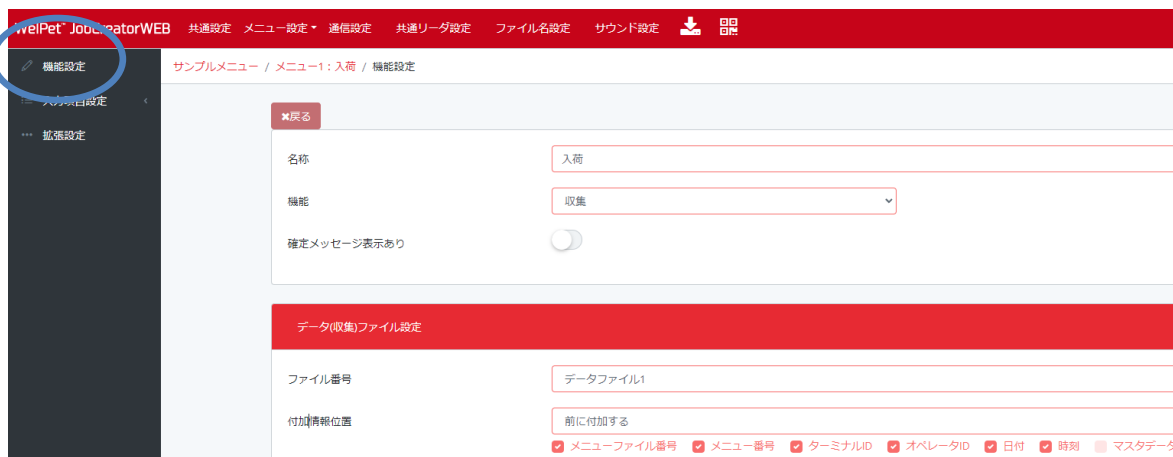 WelPet JobCreatorWEB 共通設定 メニュー設定 通信設定 共通リーダ設定 ファイル名設定 サウンド設定
機能設定
サンプルメニュー / メニュー1:入荷 / 機能設定
入力項目設定
拡張設定
×戻る
名称 入荷
機能 収集
確定メッセージ表示あり
データ(収集)ファイル設定
ファイル番号 データファイル1
付加情報位置 前に付加する
メニューファイル番号 メニュー番号 ターミナルID オペレータID 日付 時刻 マスタデータ